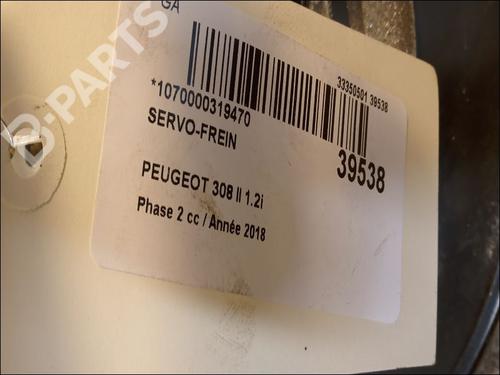 GA
33350501 39538
*1070000319470
SERVO-FREIN
39538
PEUGEOT 308 II 1.2i
Phase 2 cc / Année 2018
B-PARTS